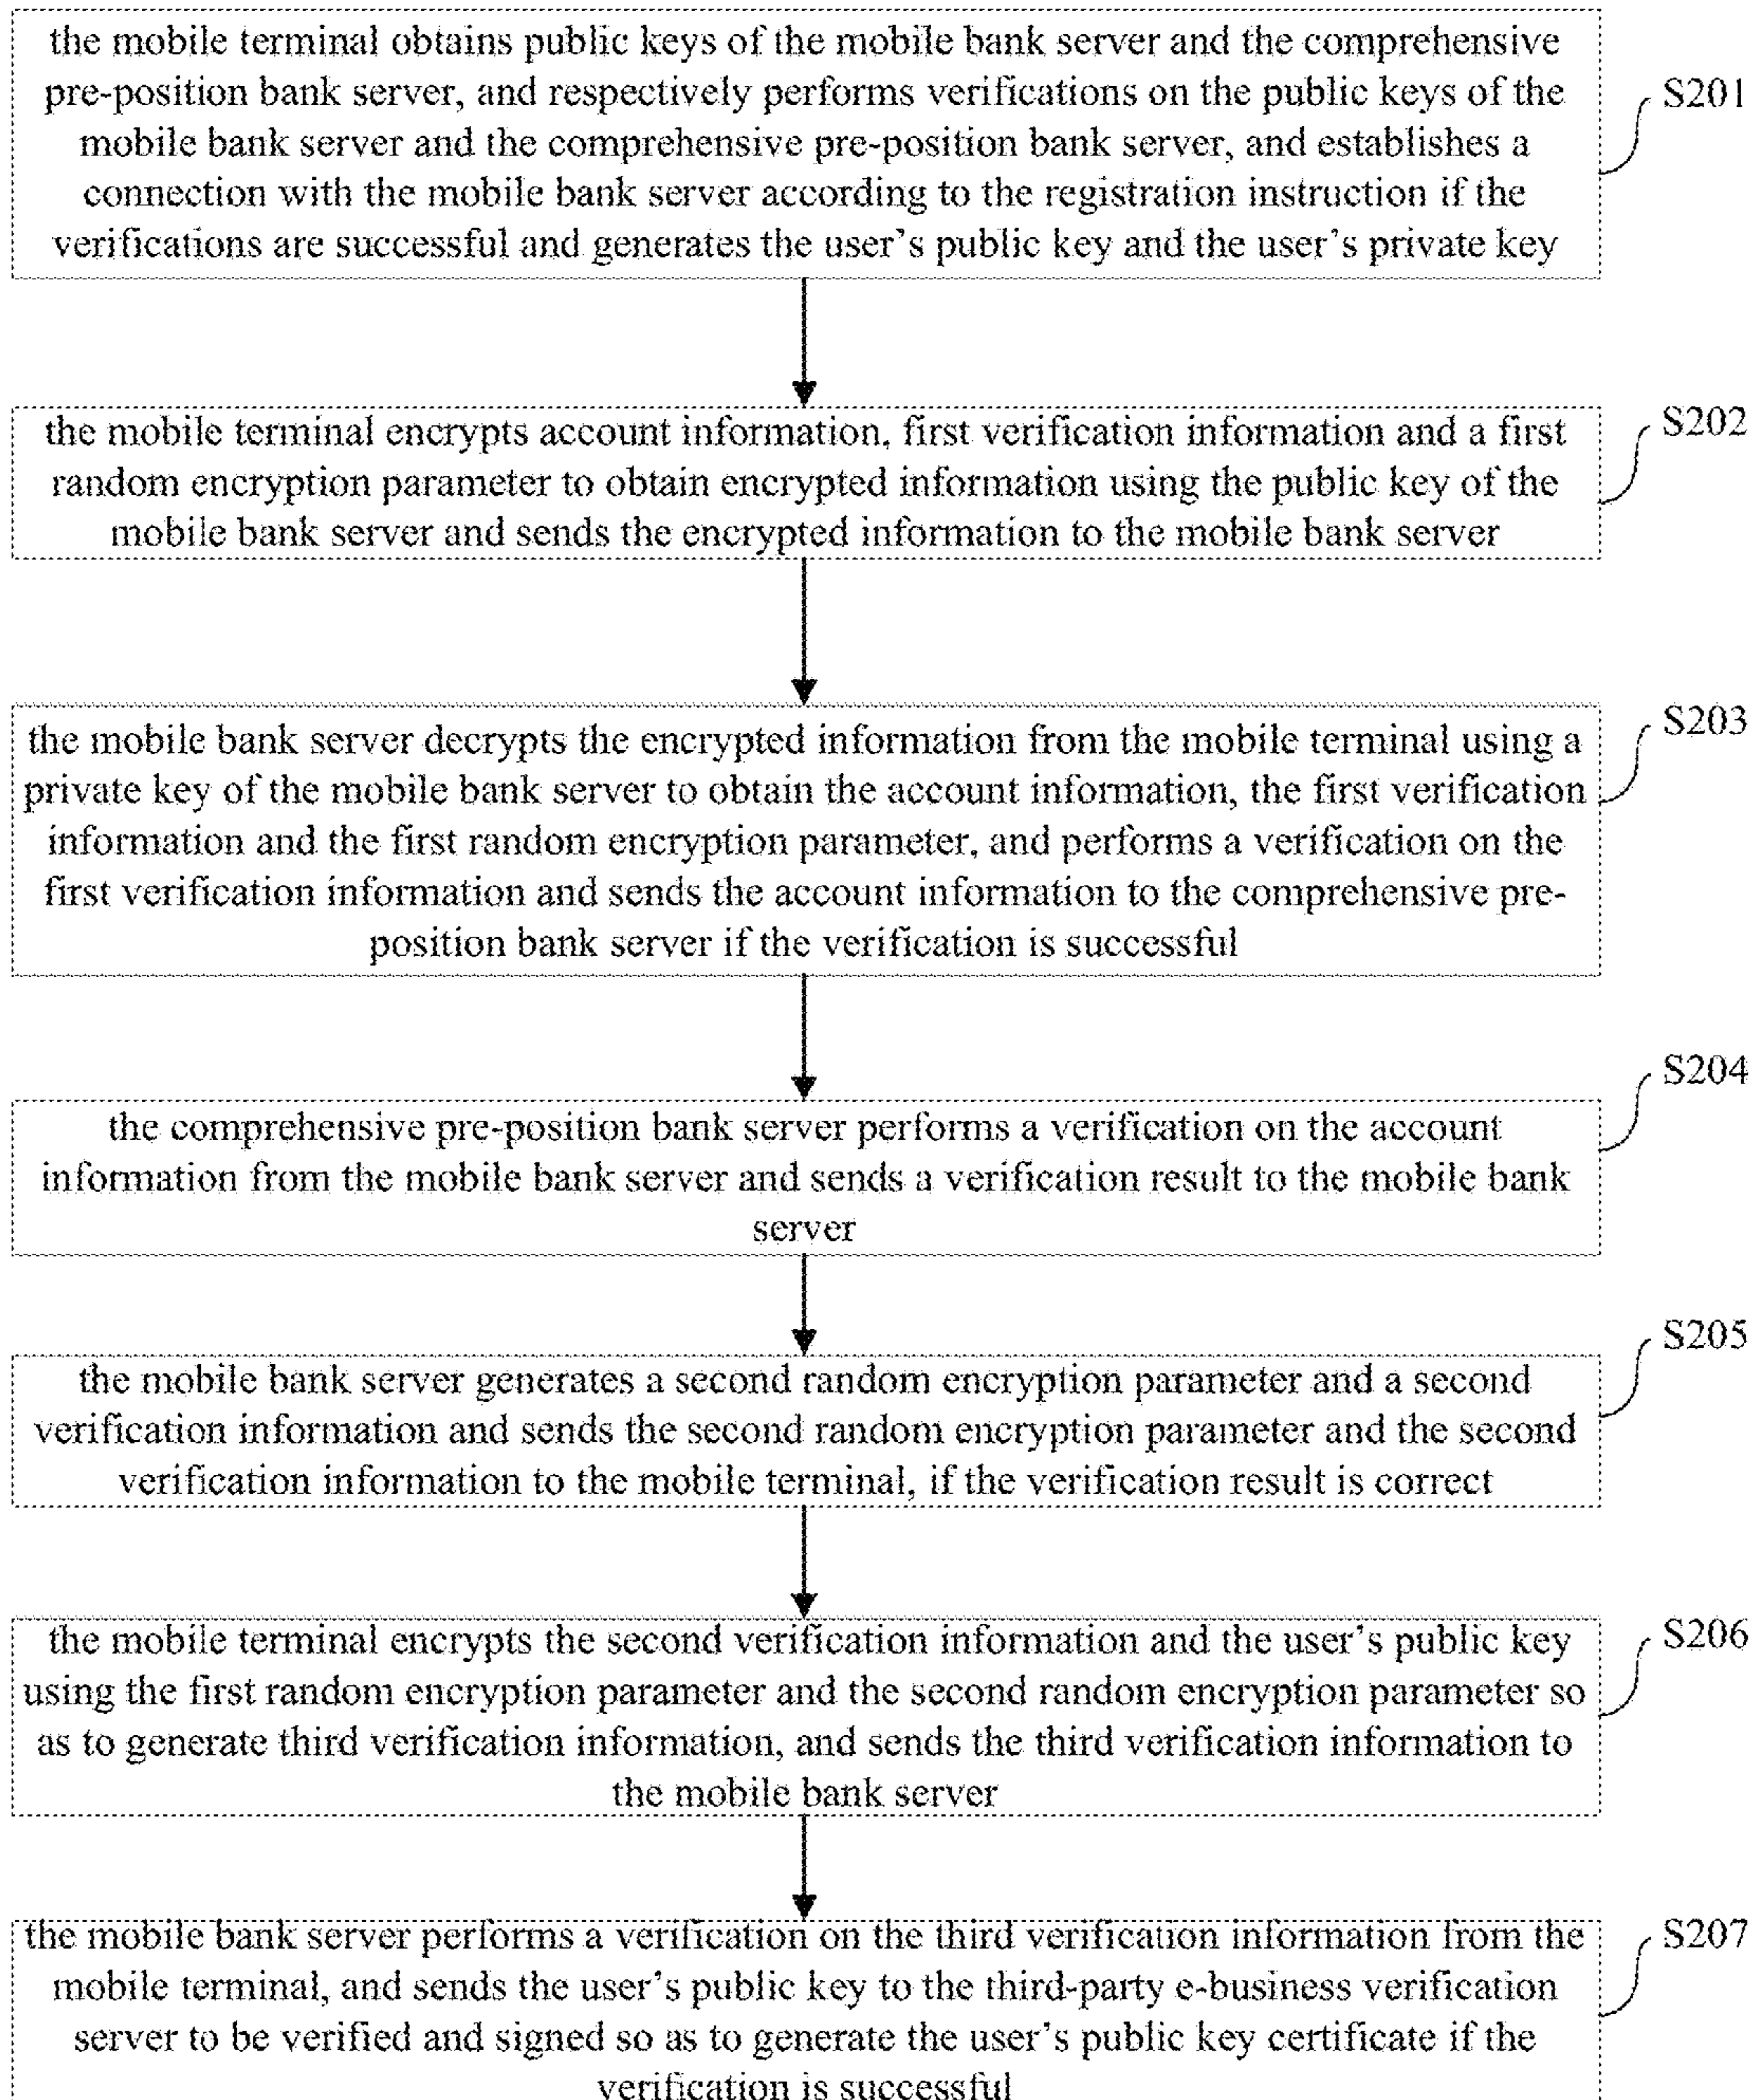 the mobile terminal obtains public keys of the mobile bank server and the comprehensive
pre-position bank server, and respectively performs verifications on the public keys of the
mobile bank server and the comprehensive pre-position bank server, and establishes a
connection with the mobile bank server according to the registration instruction if the
verifications are successful and generates the user's public key and the user's private key
S201
the mobile terminal encrypts account information, first verification information and a first
random encryption parameter to obtain encrypted information using the public key of the
mobile bank server and sends the encrypted information to the mobile bank server
S202
the mobile bank server decrypts the encrypted information from the mobile terminal using a
private key of the mobile bank server to obtain the account information, the first verification
information and the first random encryption parameter, and performs a verification on the
first verification information and sends the account information to the comprehensive pre-
position bank server if the verification is successful
S203
the comprehensive pre-position bank server performs a verification on the account
information from the mobile bank server and sends a verification result to the mobile bank
server
S204
the mobile bank server generates a second random encryption parameter and a second
verification information and sends the second random encryption parameter and the second
verification information to the mobile terminal, if the verification result is correct
S205
the mobile terminal encrypts the second verification information and the user's public key
using the first random encryption parameter and the second random encryption parameter so
as to generate third verification information, and sends the third verification information to
the mobile bank server
S206
the mobile bank server performs a verification on the third verification information from the
mobile terminal, and sends the user's public key to the third-party e-business verification
server to be verified and signed so as to generate the user's public key certificate if the
verification is successful
S207